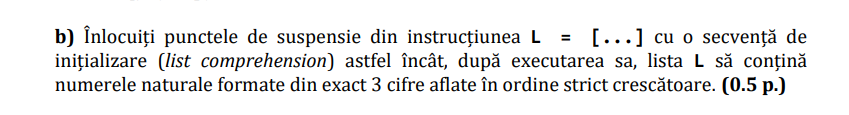 b) Înlocuiți punctele de suspensie din instrucțiunea L = [...] cu o secvență de
inițializare (list comprehension) astfel încât, după executarea sa, lista L să conțină
numerele naturale formate din exact 3 cifre aflate în ordine strict crescătoare. (0.5 p.)